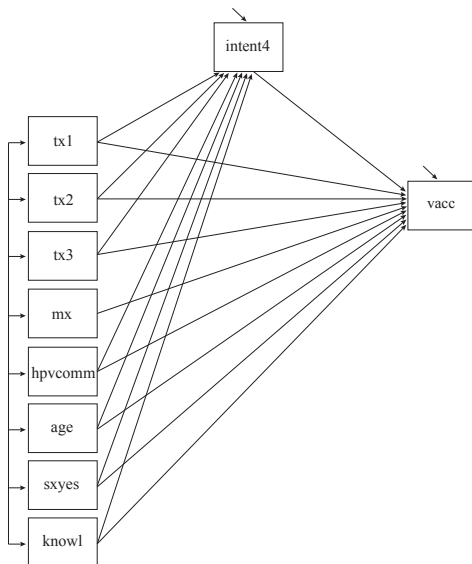 intent4
tx1
vacc
tx2
tx3
mx
hpvcomm
age
sxyes
knowl